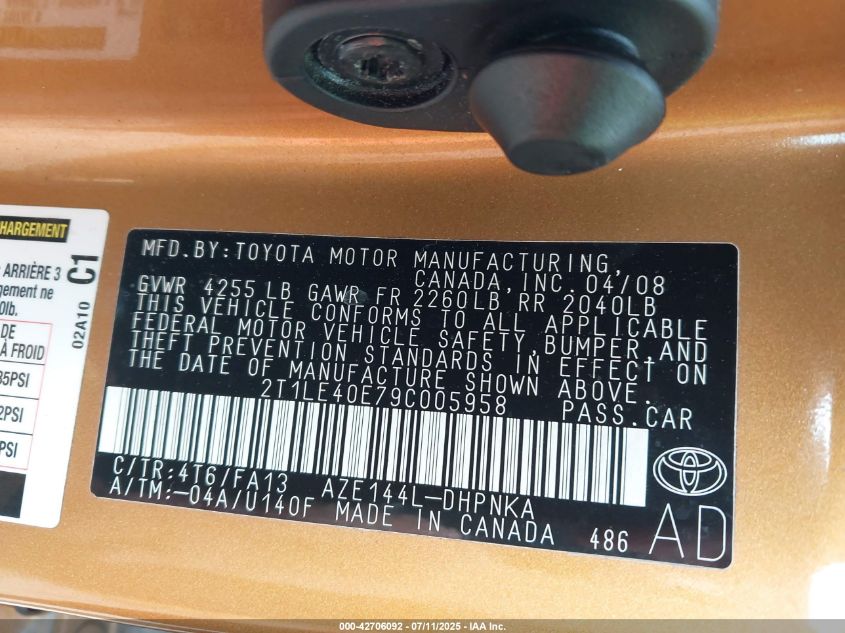 CHARGEMENT
ARRIÈRE 3
gement ne
0lb.
DE
À FROID
35PSI
2PSI
PSI
C1
02A10
MFD.BY:TOYOTA MOTOR MANUFACTURING,
CANADA,INC.04/08
GVWR 4255 LB GAWR FR 2260LB RR 2040LB
THIS VEHICLE CONFORMS TO ALL APPLICABLE
FEDERAL MOTOR VEHICLE SAFETY,BUMPER,AND
THEFT PREVENTION STANDARDS IN EFFECT ON
THE DATE OF MANUFACTURE SHOWN ABOVE.
2T1LE40E79C005958 PASS.CAR
C/TR:4T6/FA13 AZE144L-DHPNKA
A/TM:-04A/U140F MADE IN CANADA 486
AD
000-42706092 - 07/11/2025 - IAA Inc.